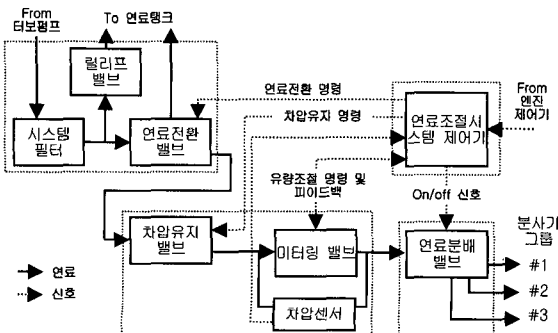 From
터보펌프
To 연료탱크
릴리프
밸브
시스템
필터
연료전환
밸브
연료전환 명령
차압유지 명령
연료조절시
스템 제어기
From
엔진
제어기
유량조절 명령 및
피이드백
On/off 신호
차압유지
밸브
미터링 밸브
차압센서
연료분배
밸브
분사기
그룹
#1
#2
#3
연료
신호